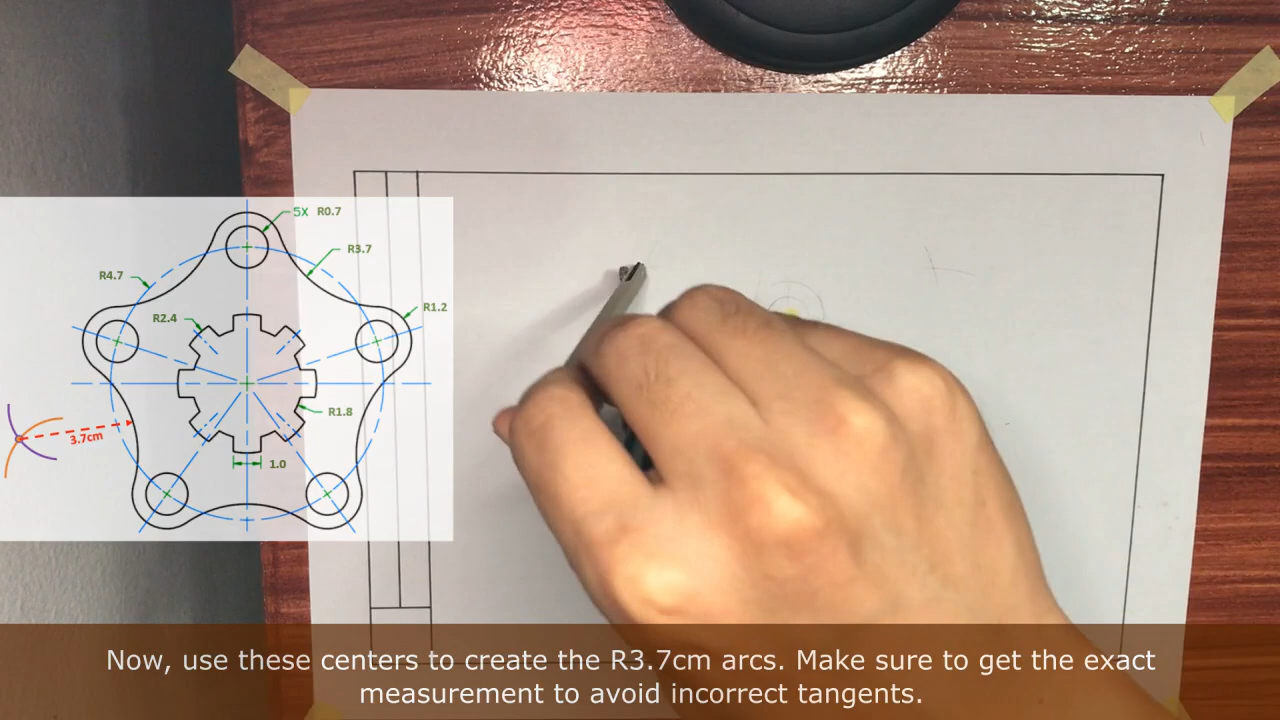 5X R0.7
R3.7
R4.7
R1.2
R2.4
R1.8
3.7cm
1.0
Now, use these centers to create the R3.7cm arcs. Make sure to get the exact
measurement to avoid incorrect tangents.